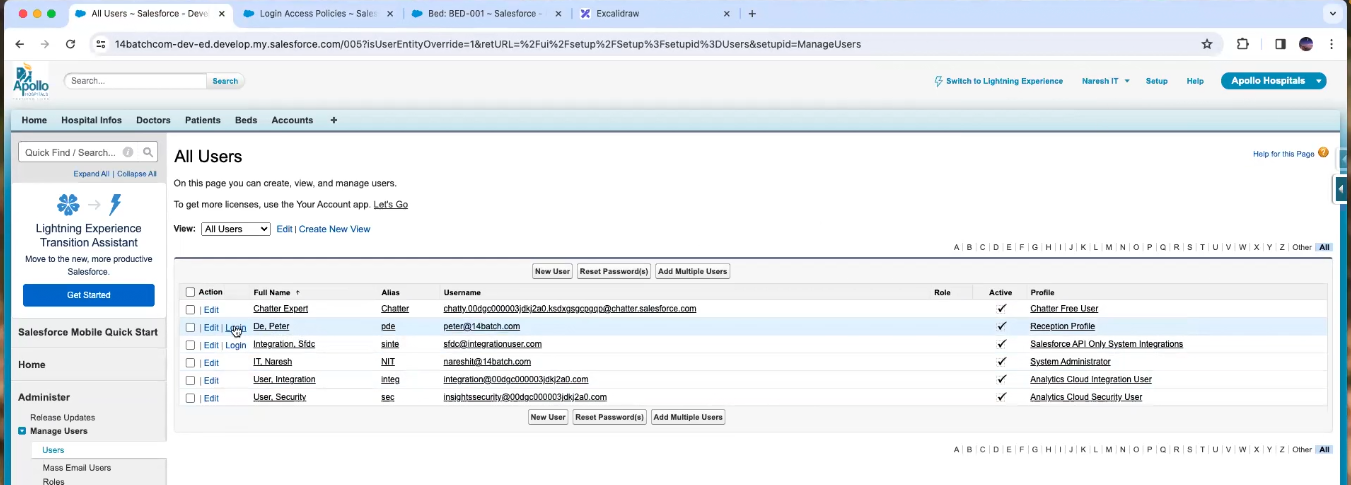 All Users ~ Salesforce - Deve
Login Access Policies ~ Sales
Bed: BED-001 ~ Salesforce -
Excalidraw
14batchcom-dev-ed.develop.my.salesforce.com/005?isUserEntityOverride=1&retURL=%2Fui%2Fsetup%2FSetup%3Fsetupid%3DUsers&setupid=ManageUsers
Apollo
HOSPITALS
Search...
Search
Switch to Lightning Experience
Naresh IT
Setup
Help
Apollo Hospitals
Home Hospital Infos Doctors Patients Beds Accounts +
Quick Find / Search...
Expand All | Collapse All
Lightning Experience
Transition Assistant
Move to the new, more productive
Salesforce.
Get Started
Salesforce Mobile Quick Start
Home
Administer
Release Updates
Manage Users
Users
Mass Email Users
Roles
All Users
Help for this Page
On this page you can create, view, and manage users.
To get more licenses, use the Your Account app. Let's Go
View: All Users Edit | Create New View
A | B | C | D | E | F | G | H | I | J | K | L | M | N | O | P | Q | R | S | T | U | V | W | X | Y | Z | Other All
New User Reset Password(s) Add Multiple Users
Action Full Name Alias Username Role Active Profile
| Edit Chatter Expert Chatter chatty.00dgc000003jdkj2a0.ksdxgsgcpqqp@chatter.salesforce.com Chatter Free User
| Edit | Login De, Peter pde peter@14batch.com Reception Profile
| Edit | Login Integration, Sfdc sinte sfdc@integrationuser.com Salesforce API Only System Integrations
| Edit IT, Naresh NIT nareshit@14batch.com System Administrator
| Edit User, Integration integ integration@00dgc000003jdkj2a0.com Analytics Cloud Integration User
| Edit User, Security sec insightssecurity@00dgc000003jdkj2a0.com Analytics Cloud Security User
New User Reset Password(s) Add Multiple Users
A | B | C | D | E | F | G | H | I | J | K | L | M | N | O | P | Q | R | S | T | U | V | W | X | Y | Z | Other All